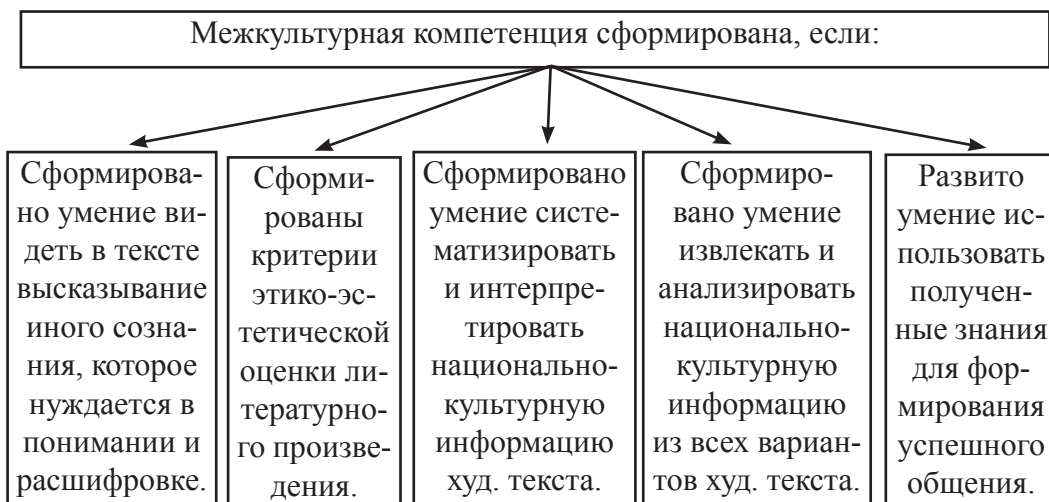 Межкультурная компетенция сформирована, если:
Сформирова-
но умение ви-
деть в тексте
высказывание
иного созна-
ния, которое
нуждается в
понимании и
расшифровке.
Сформи-
рованы
критерии
этико-эс-
тетической
оценки ли-
тературно-
го произве-
дения.
Сформировано
умение систе-
матизировать
и интерпре-
тировать
национально-
культурную
информацию
худ. текста.
Сформиро-
вано умение
извлекать и
анализировать
национально-
культурную
информацию
из всех вариан-
тов худ. текста.
Развито
умение ис-
пользовать
получен-
ные знания
для фор-
мирования
успешного
общения.